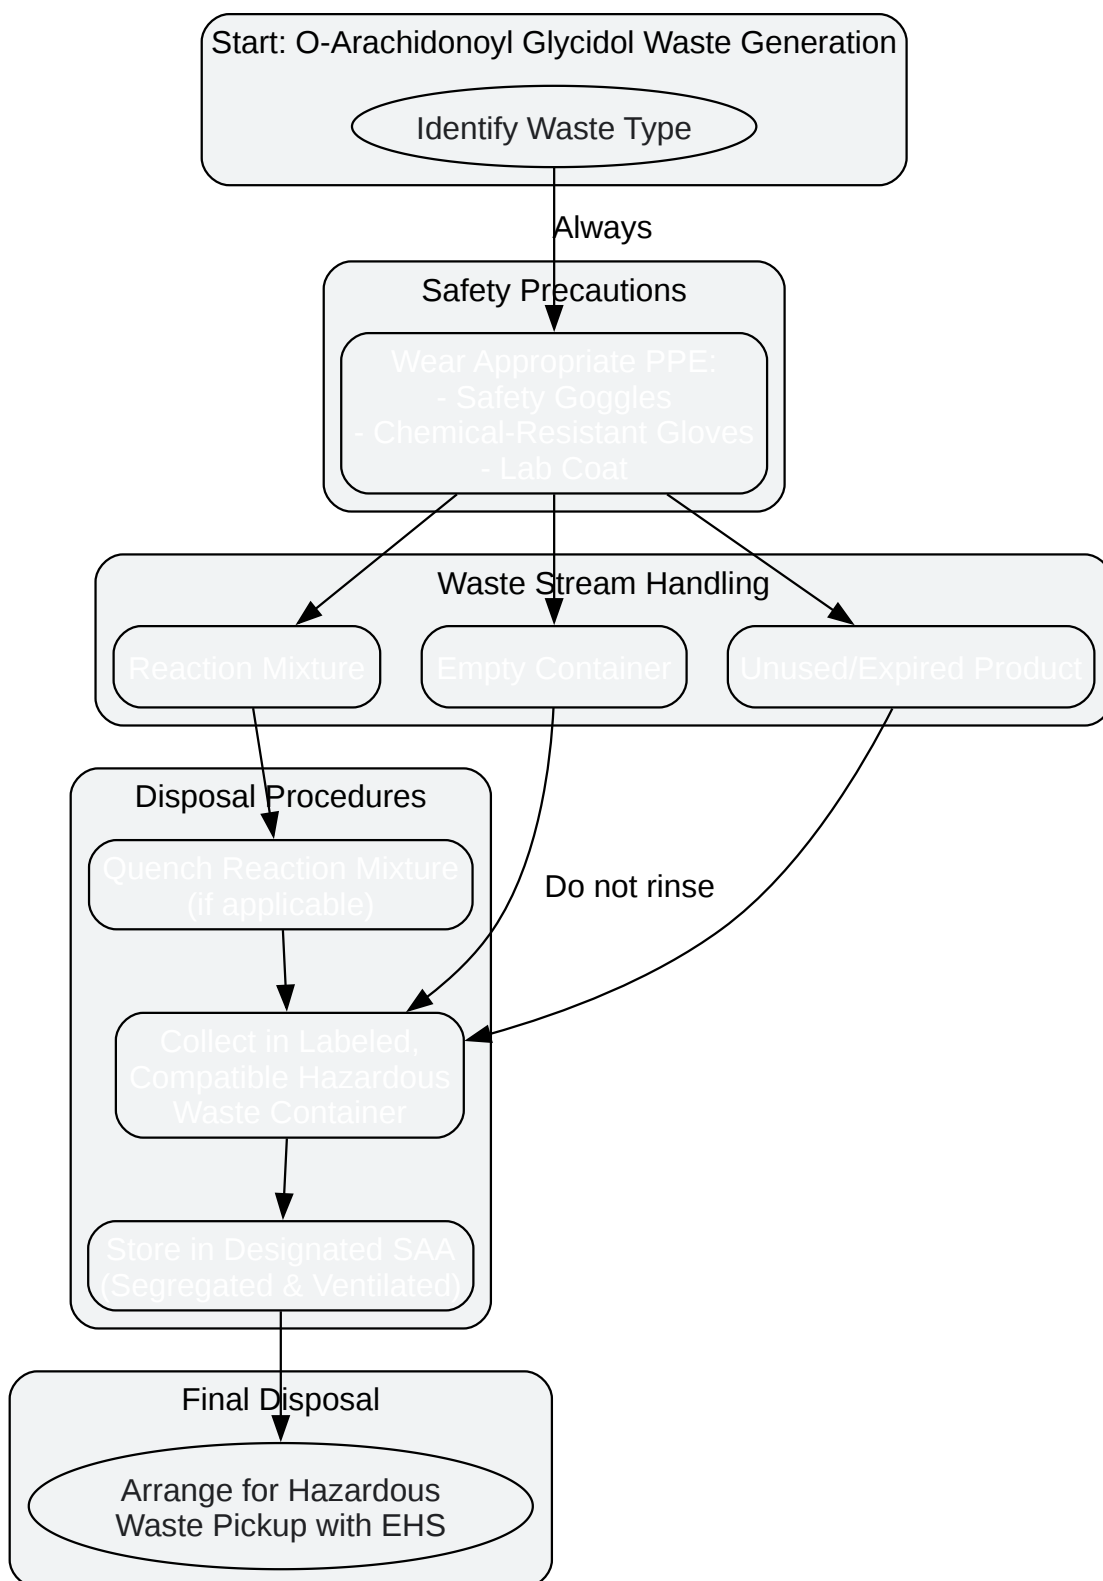 Start: O-Arachidonoyl Glycidol Waste Generation
Identify Waste Type
Always
Safety Precautions
Wear Appropriate PPE:
- Safety Goggles
- Chemical-Resistant Gloves
- Lab Coat
Waste Stream Handling
Reaction Mixture
Empty Container
Unused/Expired Product
Disposal Procedures
Quench Reaction Mixture
(if applicable)
Do not rinse
Collect in Labeled,
Compatible Hazardous
Waste Container
Store in Designated SAA
(Segregated & Ventilated)
Final Disposal
Arrange for Hazardous
Waste Pickup with EHS